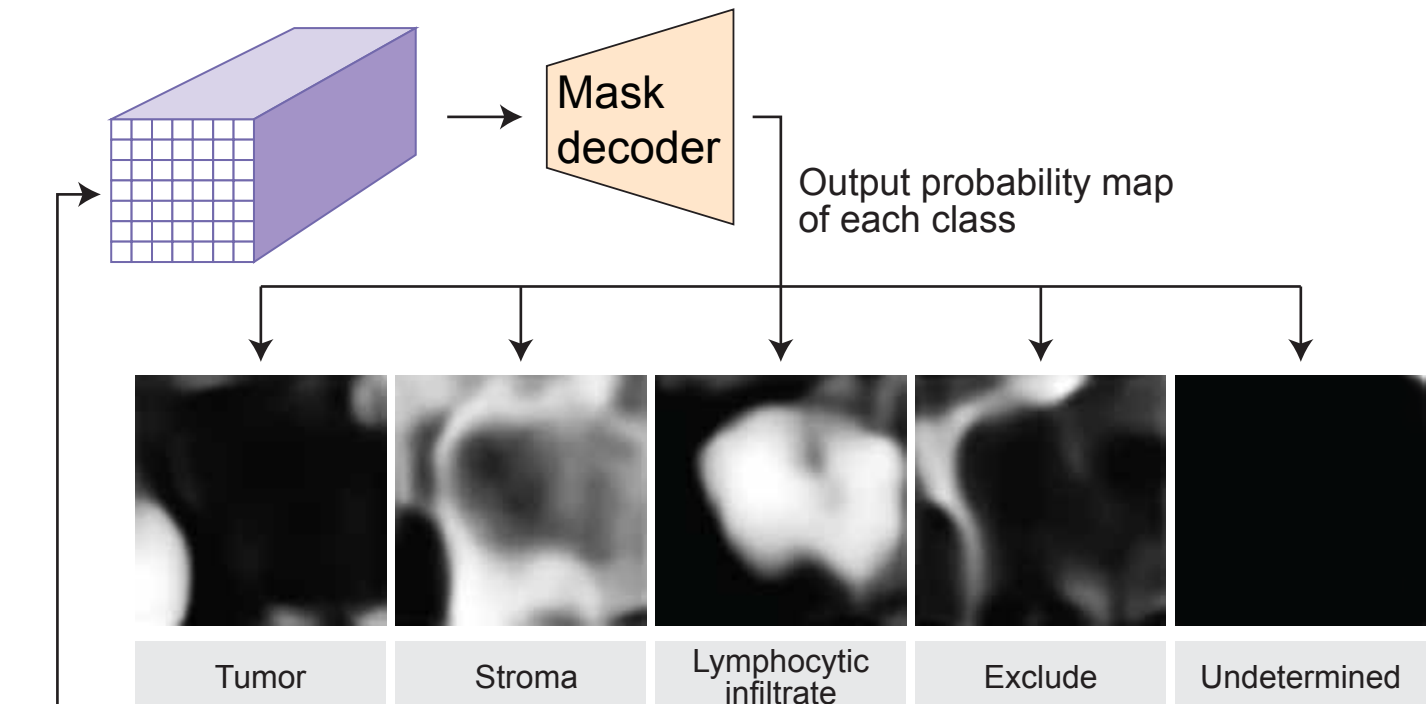 Mask
decoder
Output probability map
of each class
Tumor
Stroma
Lymphocytic
infiltrate
Exclude
Undetermined